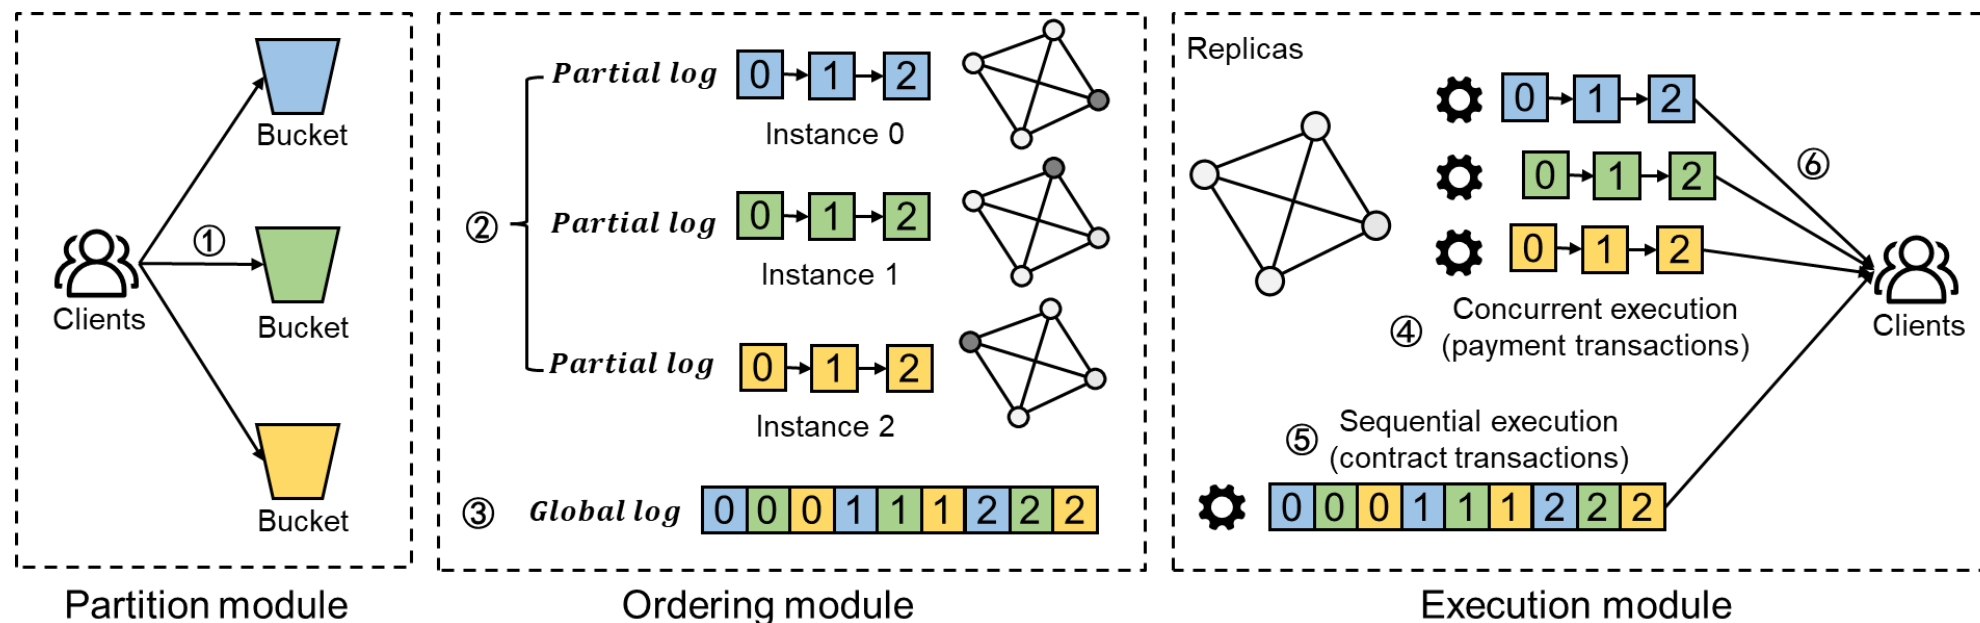 Clients
①
Bucket
Bucket
Bucket
Partition module
②
Partial log
0 1 2
Instance 0
Partial log
0 1 2
Instance 1
Partial log
0 1 2
Instance 2
③ Global log 0 0 0 1 1 1 2 2 2
Ordering module
Replicas
0 1 2
0 1 2
0 1 2
⑥
④ Concurrent execution
(payment transactions)
Clients
⑤ Sequential execution
(contract transactions)
0 0 0 1 1 1 2 2 2
Execution module